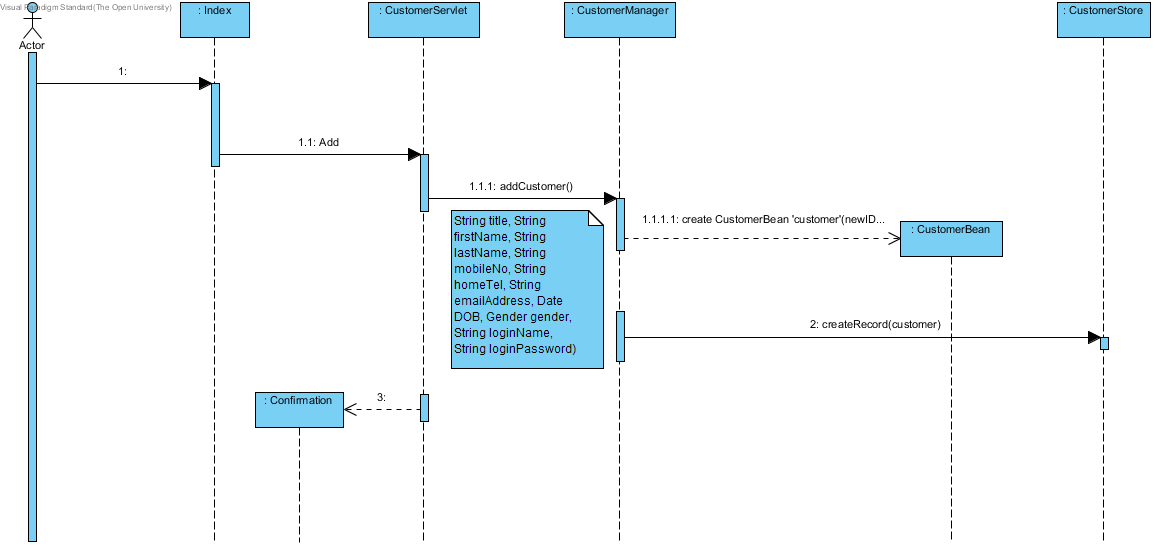 Visual Paradigm Standard(The Open University)
Actor
: Index
: CustomerServlet
: CustomerManager
: CustomerStore
1:
1.1: Add
1.1.1: addCustomer()
String title, String
firstName, String
lastName, String
mobileNo, String
homeTel, String
emailAddress, Date
DOB, Gender gender,
String loginName,
String loginPassword)
1.1.1.1: create CustomerBean 'customer'(newID...
: CustomerBean
2: createRecord(customer)
: Confirmation
3: